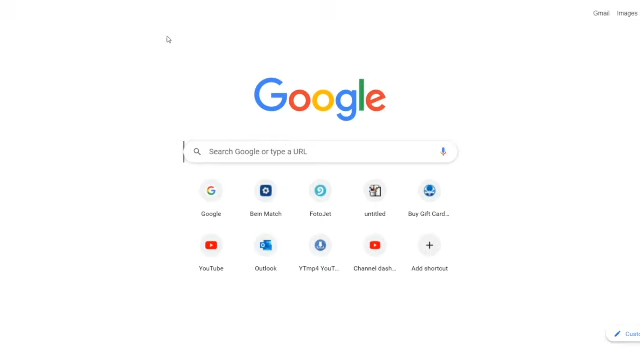 Gmail Images
Google
Search Google or type a URL
Google Bein Match FotoJet untitled Buy Gift Card...
YouTube Outlook YTmp4 YouT... Channel dash... Add shortcut
Custo